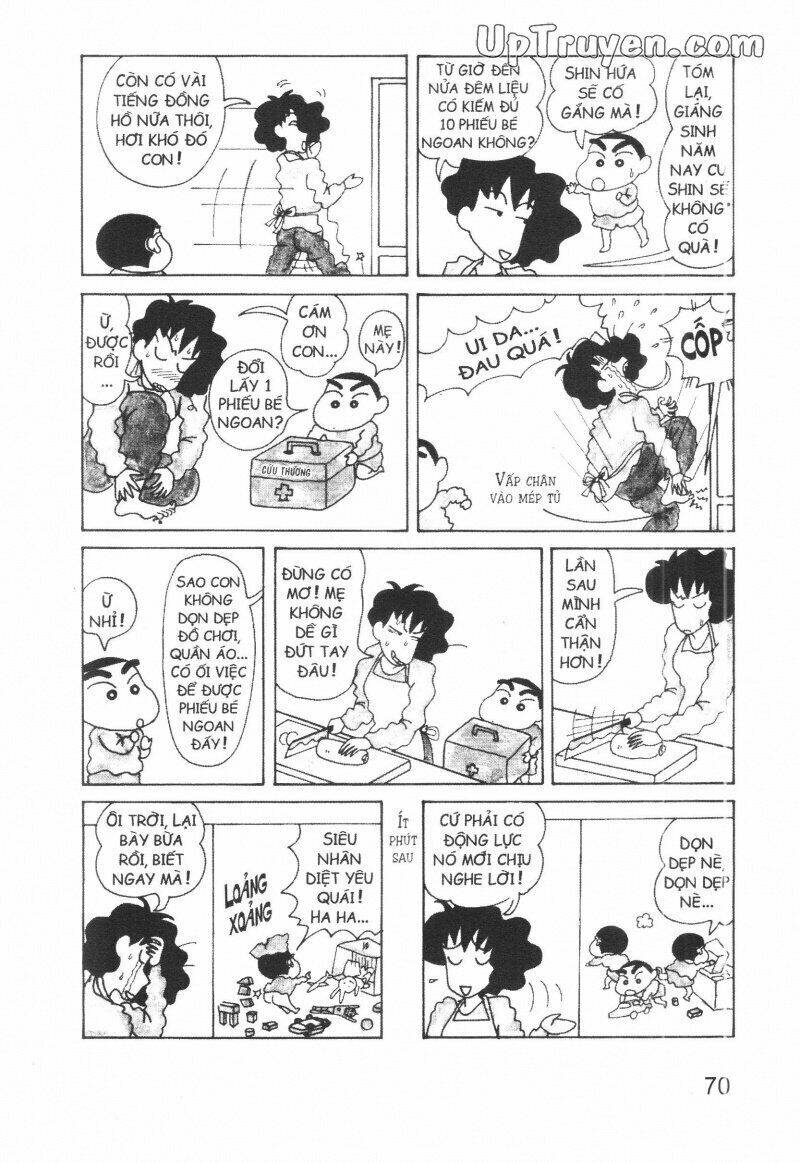 UpTruyen.com
TÓM
LẠI,
GIÁNG
SINH
NĂM
NAY CU
SHIN SẼ
KHÔNG
CÓ
QUÀ!
SHIN HỨA
SẼ CỐ
GẮNG MÀ!
TỪ GIỜ ĐẾN
NỬA ĐÊM LIỆU
CÓ KIẾM ĐỦ
10 PHIẾU BÉ
NGOAN KHÔNG?
CÒN CÓ VÀI
TIẾNG ĐỒNG
HỒ NỮA THÔI,
HƠI KHÓ ĐÓ
CON!
CỐP
UI DA...
ĐAU QUÁ!
VẤP CHÂN
VÀO MÉP TỦ
MẸ
NÀY!
CÁM
ƠN
CON...
ĐỔI
LẤY 1
PHIẾU BÉ
NGOAN?
CỨU THƯƠNG
Ữ,
ĐƯỢC
RỒI
...
LẦN
SAU
MÌNH
CẨN
THẬN
HƠN!
ĐỪNG CÓ
MƠ! MẸ
KHÔNG
DỄ GÌ
ĐỨT TAY
ĐÂU!
SAO CON
KHÔNG
DỌN DẸP
ĐỒ CHƠI,
QUẦN ÁO...
CÓ ỐI VIỆC
ĐỂ ĐƯỢC
PHIẾU BÉ
NGOAN
ĐẤY!
Ữ
NHỈ!
DỌN
DẸP NÈ,
DỌN DẸP
NÈ...
CỨ PHẢI CÓ
ĐỘNG LỰC
NÓ MỚI CHỊU
NGHE LỜI!
ÍT
PHÚT
SAU
SIÊU
NHÂN
DIỆT YÊU
QUÁI!
HA HA...
LOẢNG
XOẢNG
ÔI TRỜI, LẠI
BÀY BỪA
RỒI, BIẾT
NGAY MÀ!
70